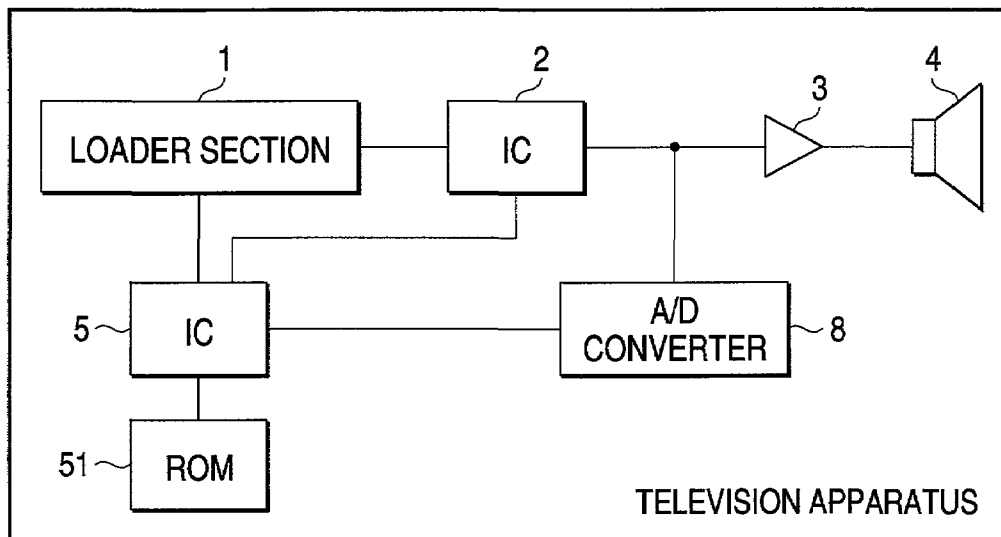 1
2
3
4
LOADER SECTION
IC
5
IC
A/D
CONVERTER
8
51
ROM
TELEVISION APPARATUS